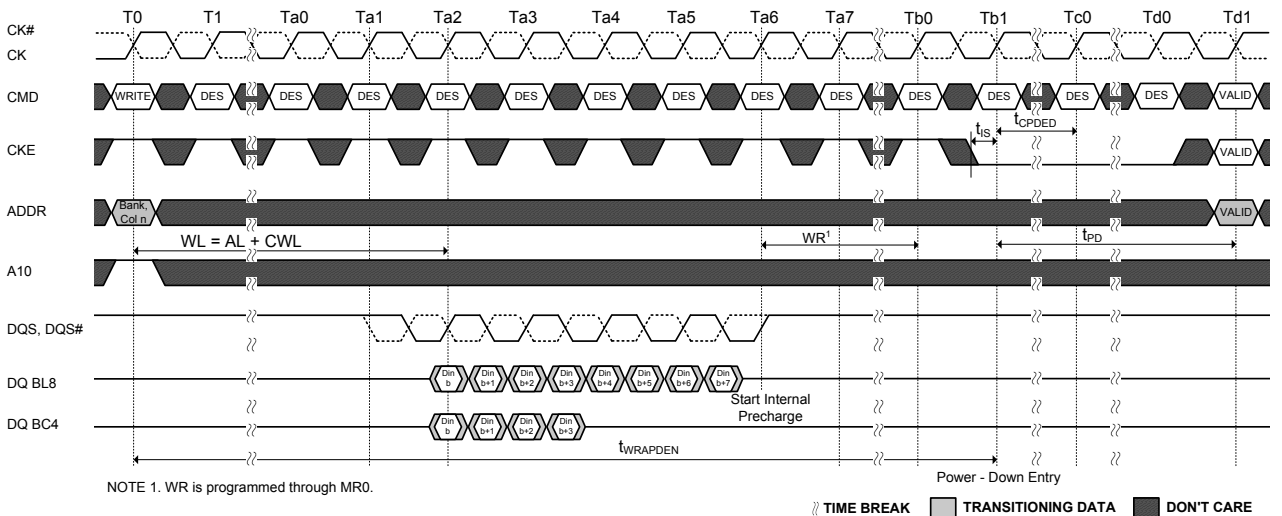 T0 T1 Ta0 Ta1 Ta2 Ta3 Ta4 Ta5 Ta6 Ta7 Tb0 Tb1 Tc0 Td0 Td1
CK#
CK
CMD WRITE DES DES DES DES DES DES DES DES DES DES DES DES DES VALID
tIS tCPDED
CKE VALID
ADDR Bank, Col n VALID
WL = AL + CWL WR1 tPD
A10
DQS, DQS#
DQ BL8 Din b Din b+1 Din b+2 Din b+3 Din b+4 Din b+5 Din b+6 Din b+7
Start Internal
Precharge
DQ BC4 Din b Din b+1 Din b+2 Din b+3
tWRAPDEN
Power - Down Entry
NOTE 1. WR is programmed through MR0.
TIME BREAK TRANSITIONING DATA DON'T CARE